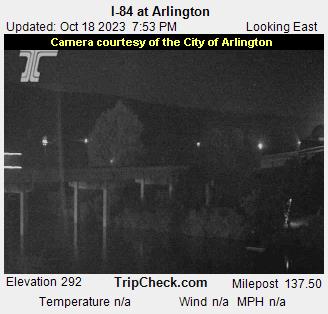 I-84 at Arlington
Updated: Oct 18 2023 7:53 PM Looking East
Camera courtesy of the City of Arlington
Elevation 292 TripCheck.com Milepost 137.50
Temperature n/a Wind n/a MPH n/a